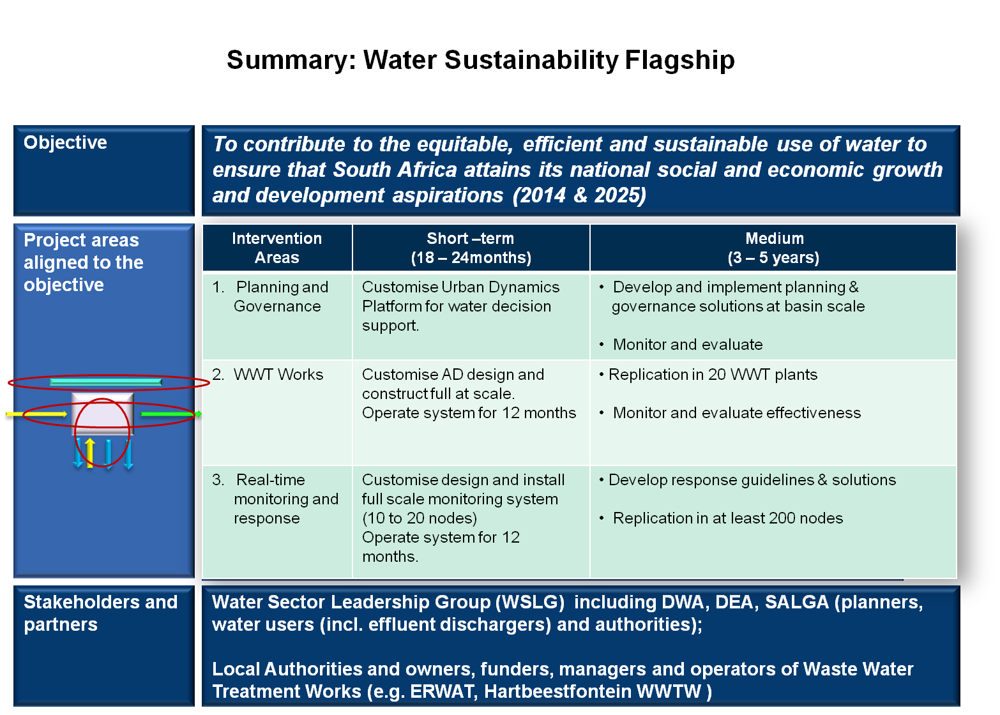 Summary: Water Sustainability Flagship
Objective
To contribute to the equitable, efficient and sustainable use of water to
ensure that South Africa attains its national social and economic growth
and development aspirations (2014 & 2025)
Project areas
aligned to the
objective
Intervention
Areas
Short –term
(18 – 24months)
Medium
(3 – 5 years)
1. Planning and
Governance
Customise Urban Dynamics
Platform for water decision
support.
• Develop and implement planning &
governance solutions at basin scale
• Monitor and evaluate
2. WWT Works
Customise AD design and
construct full at scale.
Operate system for 12 months
• Replication in 20 WWT plants
• Monitor and evaluate effectiveness
3. Real-time
monitoring and
response
Customise design and install
full scale monitoring system
(10 to 20 nodes)
Operate system for 12
months.
• Develop response guidelines & solutions
• Replication in at least 200 nodes
Stakeholders and
partners
Water Sector Leadership Group (WSLG) including DWA, DEA, SALGA (planners,
water users (incl. effluent dischargers) and authorities);
Local Authorities and owners, funders, managers and operators of Waste Water
Treatment Works (e.g. ERWAT, Hartbeestfontein WWTW )